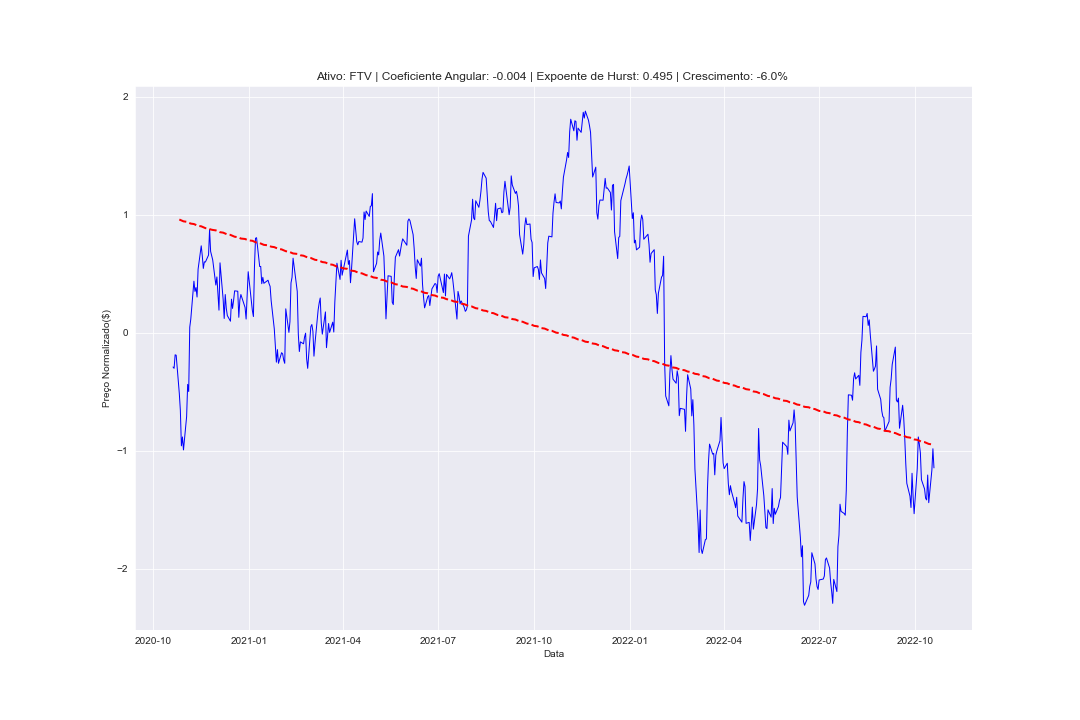 Ativo: FTV | Coeficiente Angular: -0.004 | Expoente de Hurst: 0.495 | Crescimento: -6.0%
Preço Normalizado($)
2
1
0
−1
−2
2020-10 2021-01 2021-04 2021-07 2021-10 2022-01 2022-04 2022-07 2022-10
Data